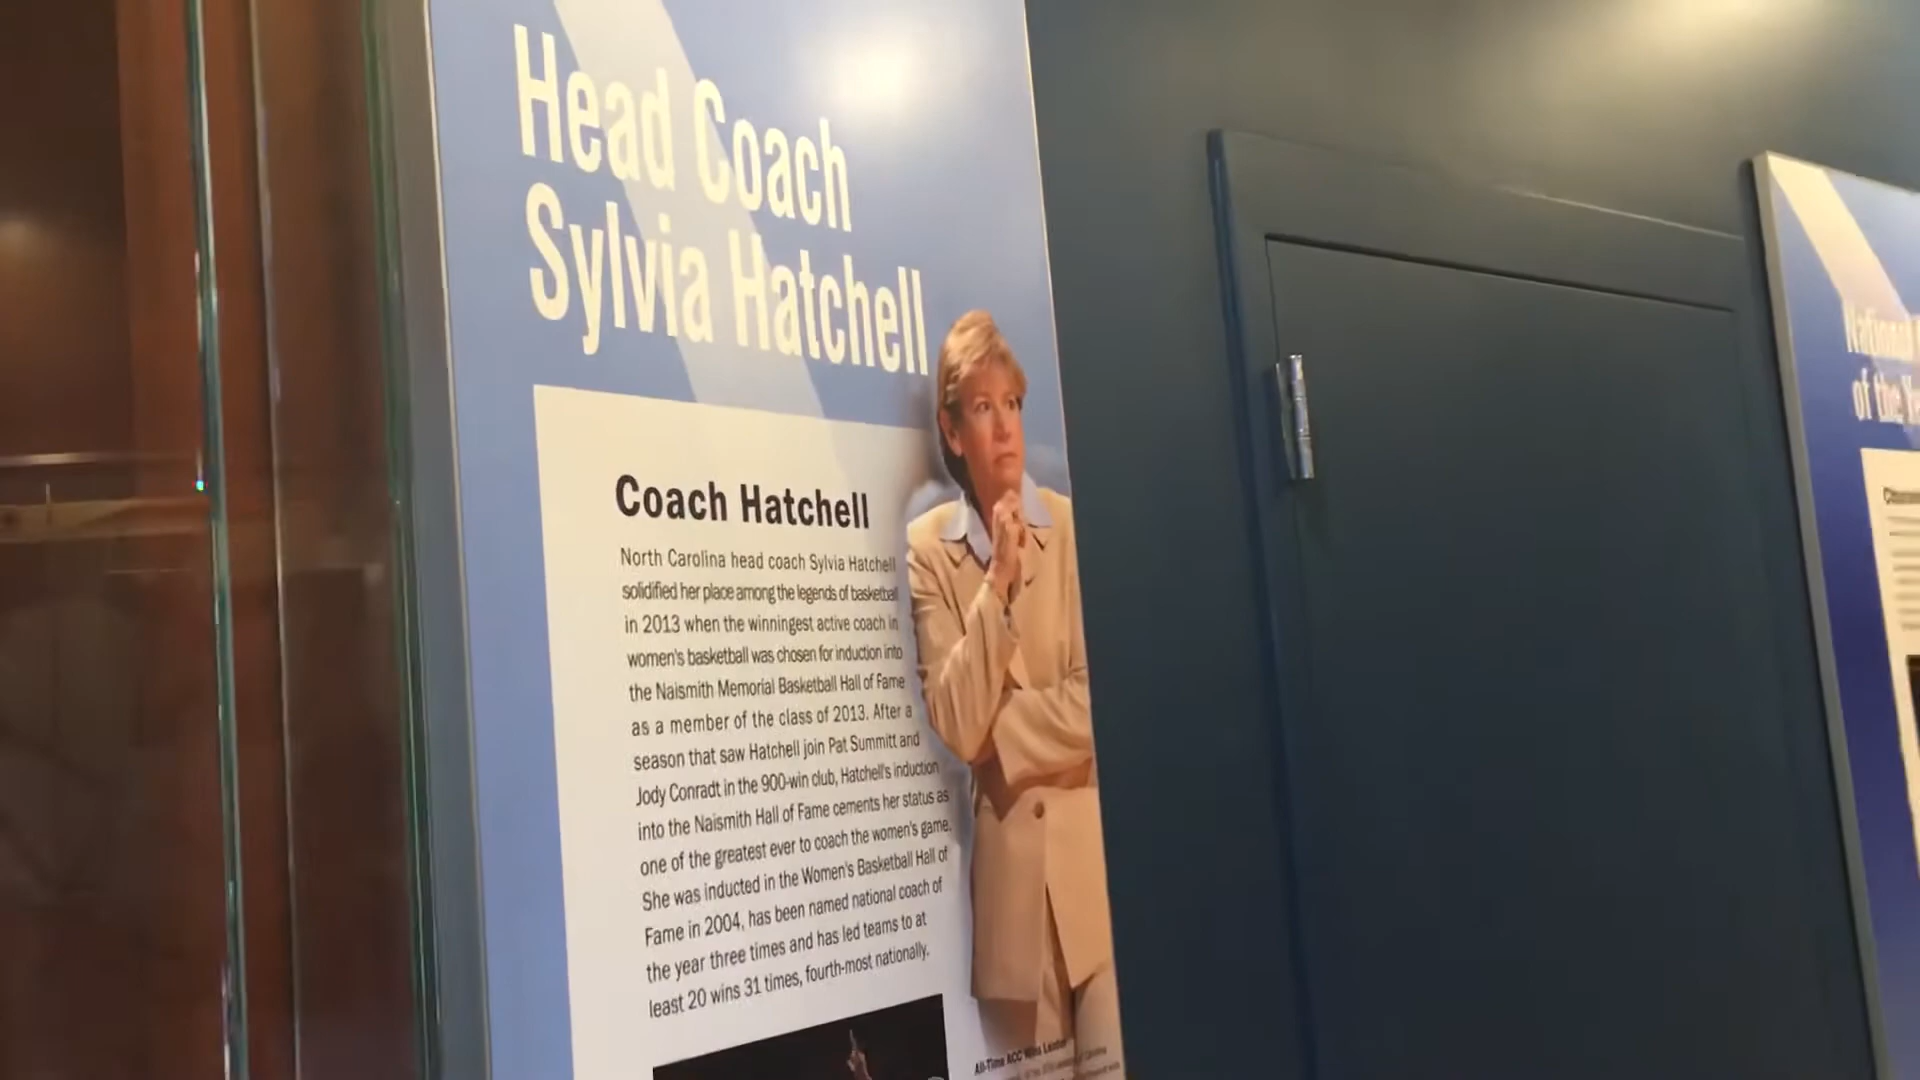 Head Coach
Sylvia Hatchell
Coach Hatchell
North Carolina head coach Sylvia Hatchell
solidified her place among the legends of basketball
in 2013 when the winningest active coach in
women's basketball was chosen for induction into
the Naismith Memorial Basketball Hall of Fame
as a member of the class of 2013. After a
season that saw Hatchell join Pat Summitt and
Jody Conradt in the 900-win club, Hatchell's induction
into the Naismith Hall of Fame cements her status as
one of the greatest ever to coach the women's game.
She was inducted in the Women's Basketball Hall of
Fame in 2004, has been named national coach of
the year three times and has led teams to at
least 20 wins 31 times, fourth-most nationally.
All-Time ACC Wins Leader
National
of the